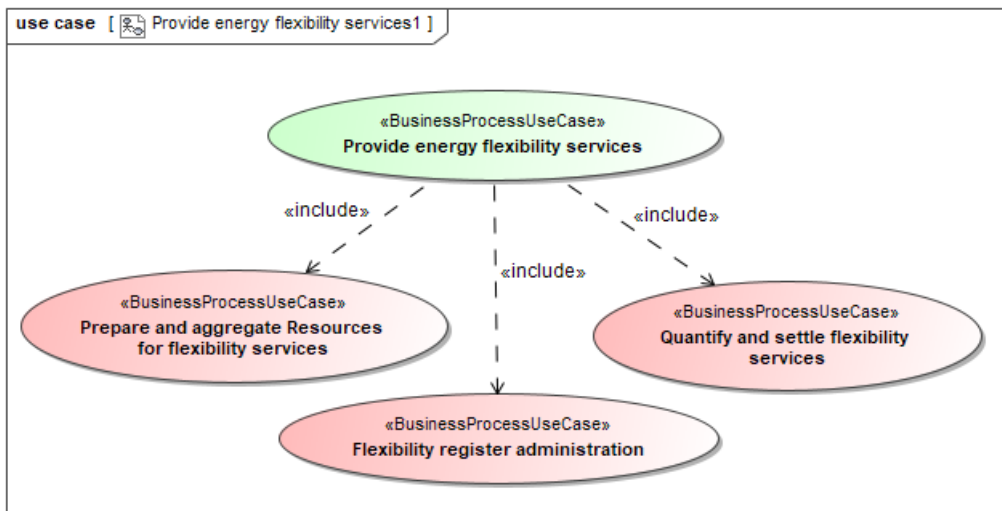 use case [ Provide energy flexibility services1 ]
«BusinessProcessUseCase»
Provide energy flexibility services
«include»
«include»
«include»
«BusinessProcessUseCase»
Prepare and aggregate Resources
for flexibility services
«BusinessProcessUseCase»
Quantify and settle flexibility
services
«BusinessProcessUseCase»
Flexibility register administration